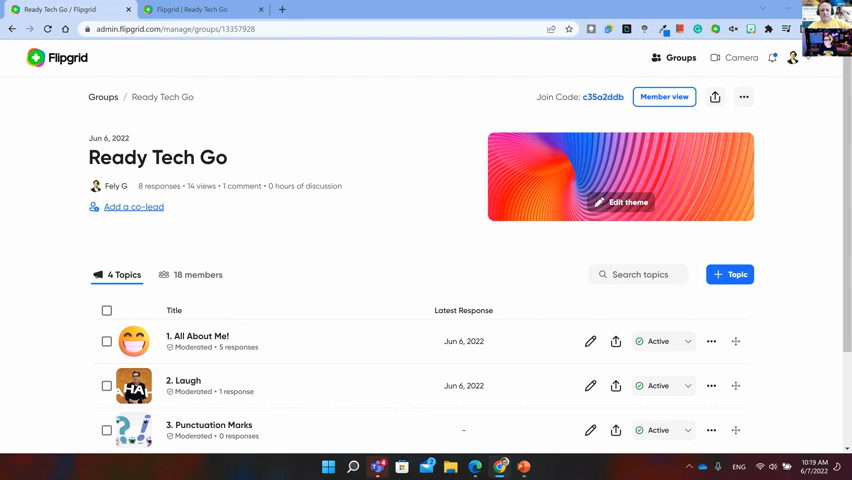 Ready Tech Go / Flipgrid
Flipgrid | Ready Tech Go
admin.flipgrid.com/manage/groups/13357928
Flipgrid
Groups
Camera
Groups / Ready Tech Go
Join Code: c35a2ddb
Member view
Jun 6, 2022
Ready Tech Go
Fely G
8 responses • 14 views • 1 comment • 0 hours of discussion
Add a co-lead
Edit theme
4 Topics
18 members
Search topics
+ Topic
Title
Latest Response
1. All About Me!
Moderated • 5 responses
Jun 6, 2022
Active
HAHAH
2. Laugh
Moderated • 1 response
Jun 6, 2022
Active
?!
3. Punctuation Marks
Moderated • 0 responses
-
Active
ENG
10:19 AM
6/7/2022